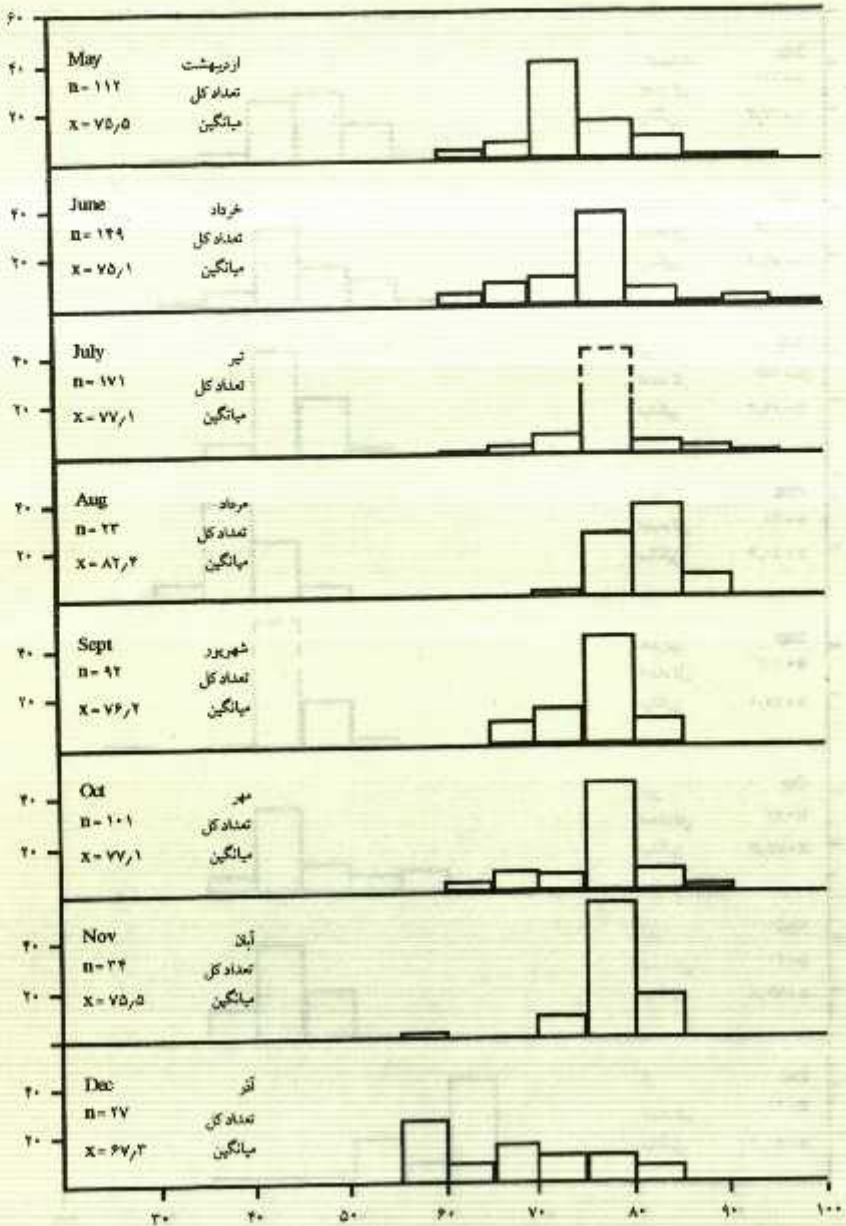 ۶۰
May اردیبهشت
۴۰
n = ۱۱۲ تعداد کل
۲۰
x = ۷۵٫۵ میانگین
June خرداد
۴۰
n = ۱۴۹ تعداد کل
۲۰
x = ۷۵٫۱ میانگین
July تیر
۴۰
n = ۱۷۱ تعداد کل
۲۰
x = ۷۷٫۱ میانگین
Aug مرداد
۴۰
n = ۲۳ تعداد کل
۲۰
x = ۸۲٫۴ میانگین
Sept شهریور
۴۰
n = ۹۲ تعداد کل
۲۰
x = ۷۶٫۲ میانگین
Oct مهر
۴۰
n = ۱۰۱ تعداد کل
۲۰
x = ۷۷٫۱ میانگین
Nov آبان
۴۰
n = ۳۴ تعداد کل
۲۰
x = ۷۵٫۵ میانگین
Dec آذر
۴۰
n = ۲۷ تعداد کل
۲۰
x = ۶۷٫۳ میانگین
۳۰ ۴۰ ۵۰ ۶۰ ۷۰ ۸۰ ۹۰ ۱۰۰